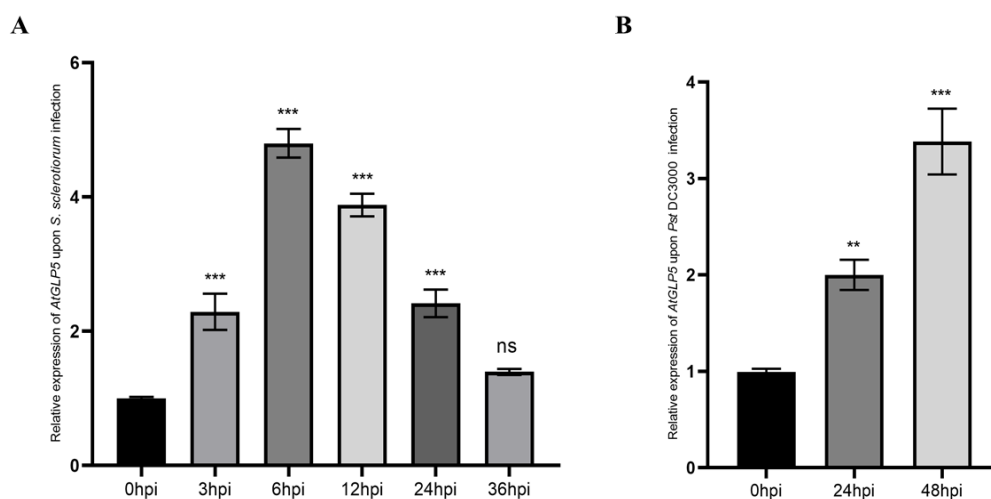 A
Relative expression of AtGLP5 upon S. sclerotiorum infection
6
4
2
0
***
***
***
***
ns
0hpi 3hpi 6hpi 12hpi 24hpi 36hpi
B
Relative expression of AtGLP5 upon Pst DC3000 infection
4
3
2
1
0
**
***
0hpi 24hpi 48hpi